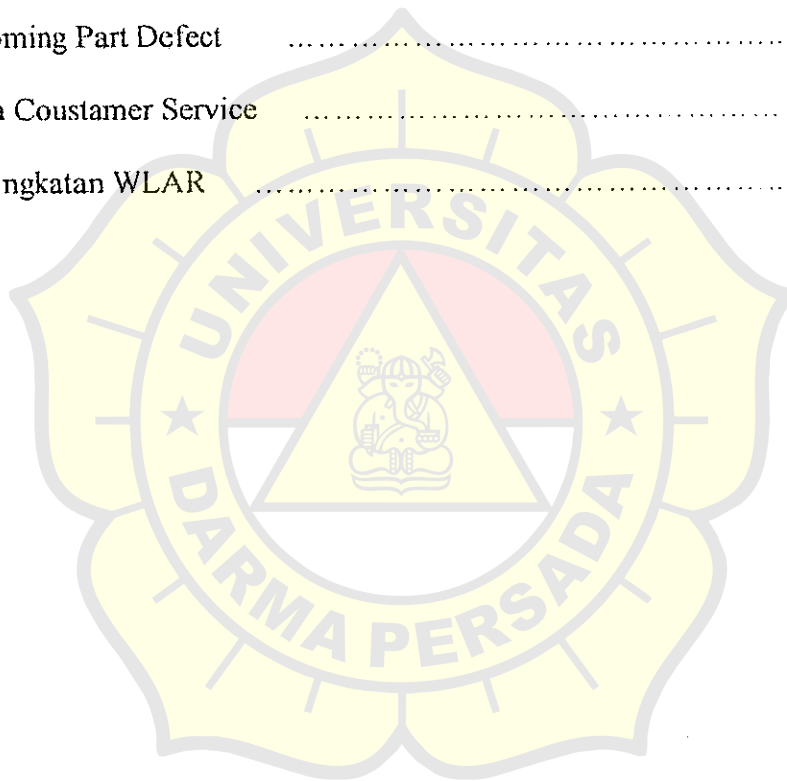 oming Part Defect ………………………………………………
a Coustamer Service ………………………………………………
ngkatan WLAR ………………………………………………
UNIVERSITAS
DARMA PERSADA